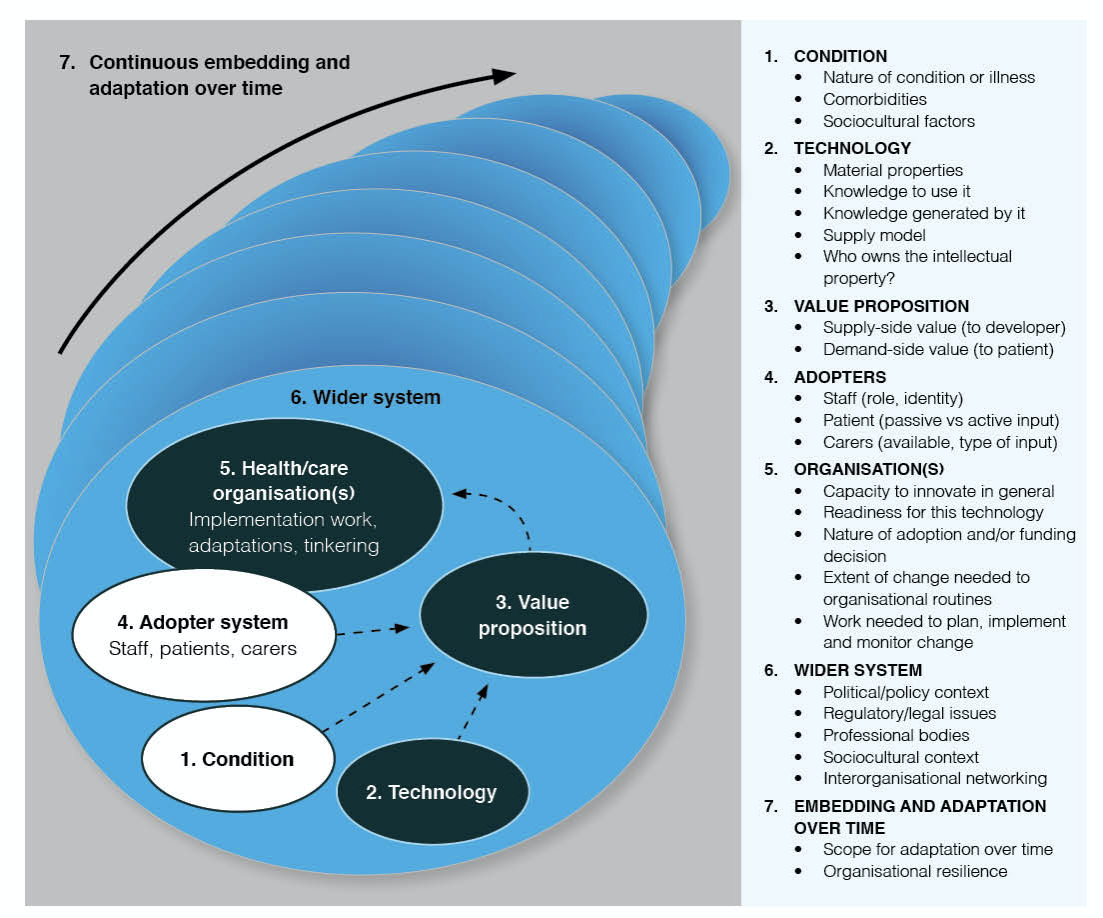 7. Continuous embedding and
adaptation over time
6. Wider system
5. Health/care
organisation(s)
Implementation work,
adaptations, tinkering
4. Adopter system
Staff, patients, carers
3. Value
proposition
1. Condition
2. Technology
1. CONDITION
• Nature of condition or illness
• Comorbidities
• Sociocultural factors
2. TECHNOLOGY
• Material properties
• Knowledge to use it
• Knowledge generated by it
• Supply model
• Who owns the intellectual
property?
3. VALUE PROPOSITION
• Supply-side value (to developer)
• Demand-side value (to patient)
4. ADOPTERS
• Staff (role, identity)
• Patient (passive vs active input)
• Carers (available, type of input)
5. ORGANISATION(S)
• Capacity to innovate in general
• Readiness for this technology
• Nature of adoption and/or funding
decision
• Extent of change needed to
organisational routines
• Work needed to plan, implement
and monitor change
6. WIDER SYSTEM
• Political/policy context
• Regulatory/legal issues
• Professional bodies
• Sociocultural context
• Interorganisational networking
7. EMBEDDING AND ADAPTATION
OVER TIME
• Scope for adaptation over time
• Organisational resilience